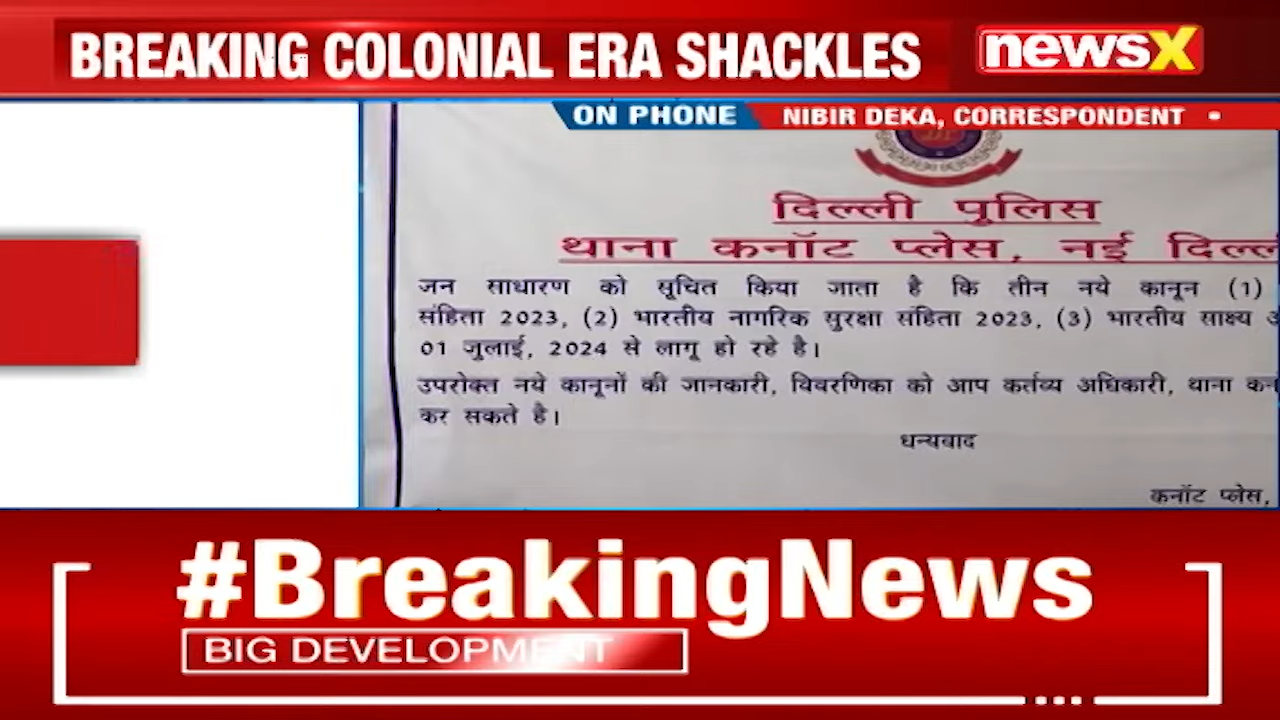 BREAKING COLONIAL ERA SHACKLES
newsX
ON PHONE
NIBIR DEKA, CORRESPONDENT •
दिल्ली पुलिस
थाना कनॉट प्लेस, नई
जन साधारण को सूचित किया जाता है कि तीन नये कानून (1)
संहिता 2023, (2) भारतीय नागरिक सुरक्षा संहिता 2023, (3) भारतीय साक्ष्य
01 जुलाई, 2024 से लागू हो रहे है।
उपरोक्त नये कानूनों की जानकारी, विवरणिका को आप कर्तव्य अधिकारी, थाना
कर सकते है।
धन्यवाद
कनॉट प्लेस,
#BreakingNews
BIG DEVELOPMENT